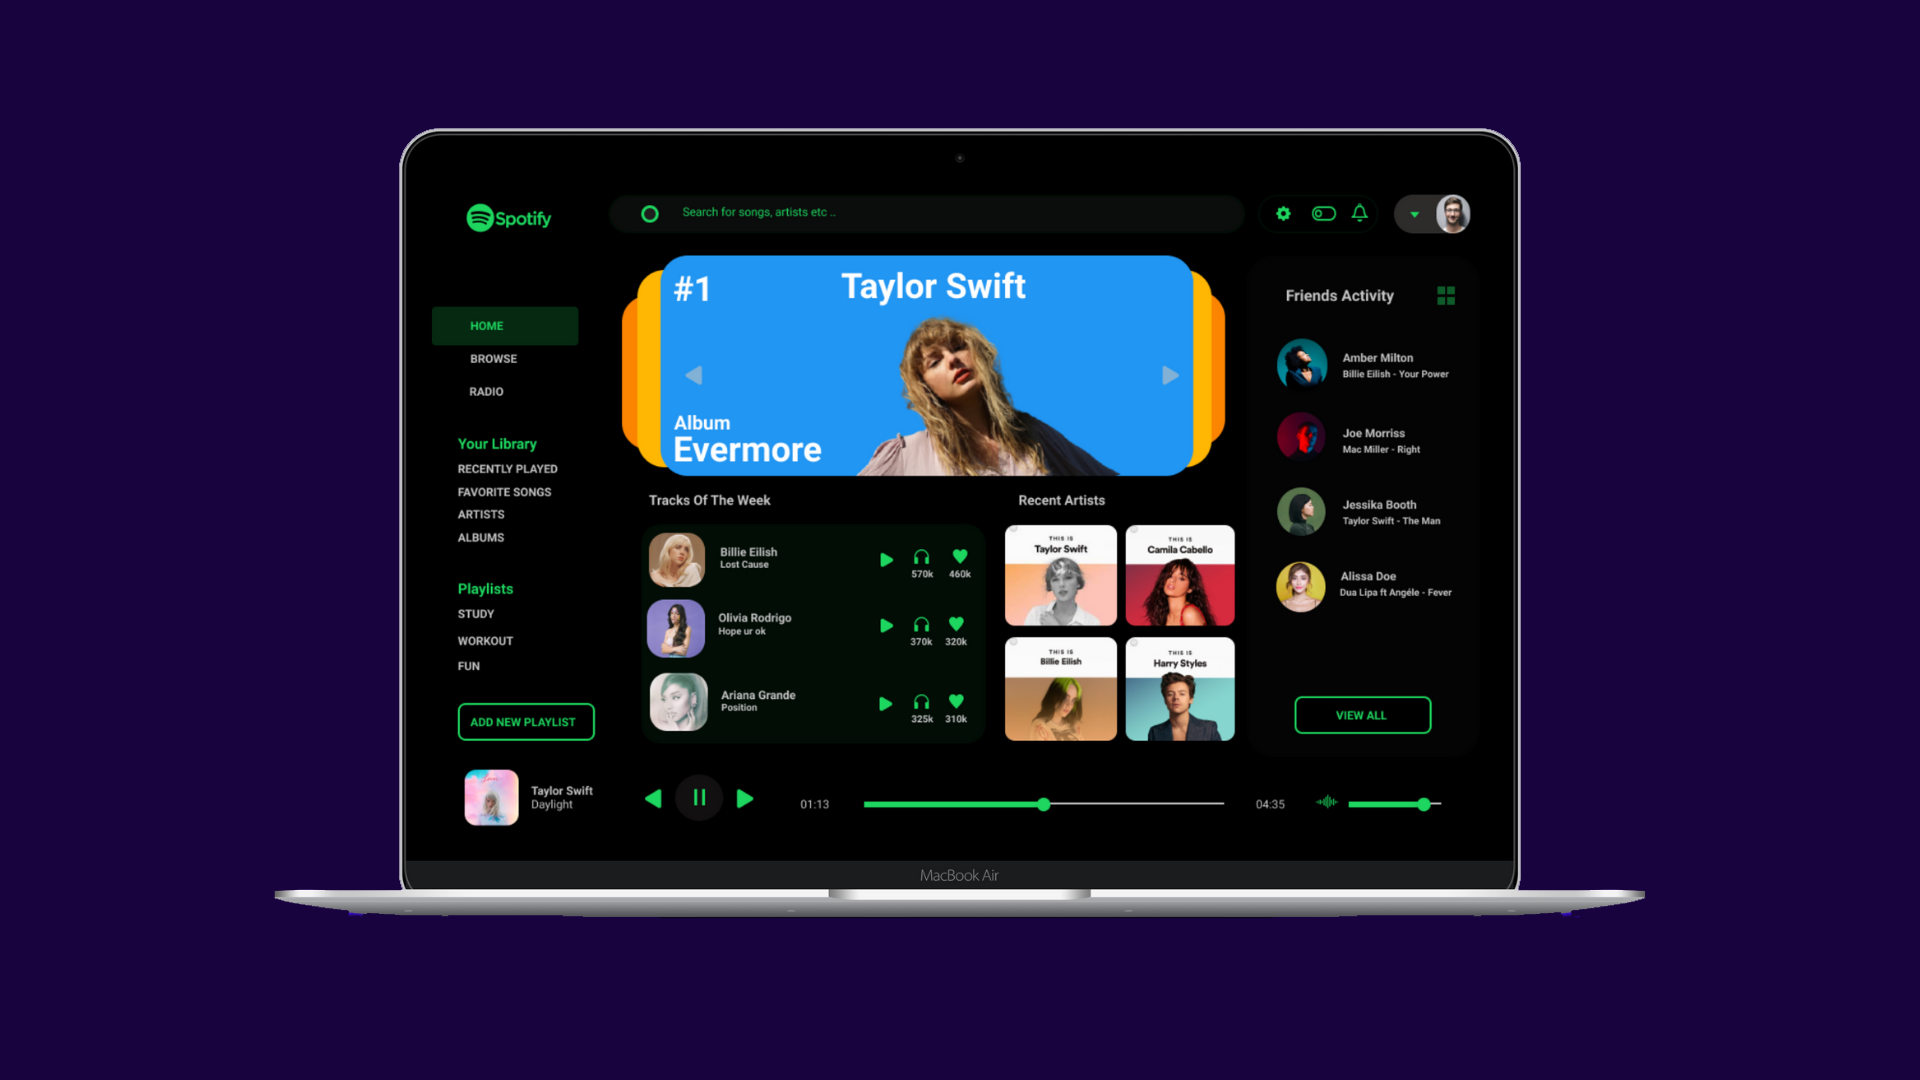 Spotify
Search for songs, artists etc ..
HOME
BROWSE
RADIO
Your Library
RECENTLY PLAYED
FAVORITE SONGS
ARTISTS
ALBUMS
Playlists
STUDY
WORKOUT
FUN
ADD NEW PLAYLIST
#1
Taylor Swift
Album
Evermore
Tracks Of The Week
Billie Eilish
Lost Cause
570k 460k
Olivia Rodrigo
Hope ur ok
370k 320k
Ariana Grande
Position
325k 310k
Recent Artists
THIS IS
Taylor Swift
THIS IS
Camila Cabello
THIS IS
Billie Eilish
THIS IS
Harry Styles
Friends Activity
Amber Milton
Billie Eilish - Your Power
Joe Morriss
Mac Miller - Right
Jessika Booth
Taylor Swift - The Man
Alissa Doe
Dua Lipa ft Angéle - Fever
VIEW ALL
Lover
Taylor Swift
Daylight
01:13
04:35
MacBook Air